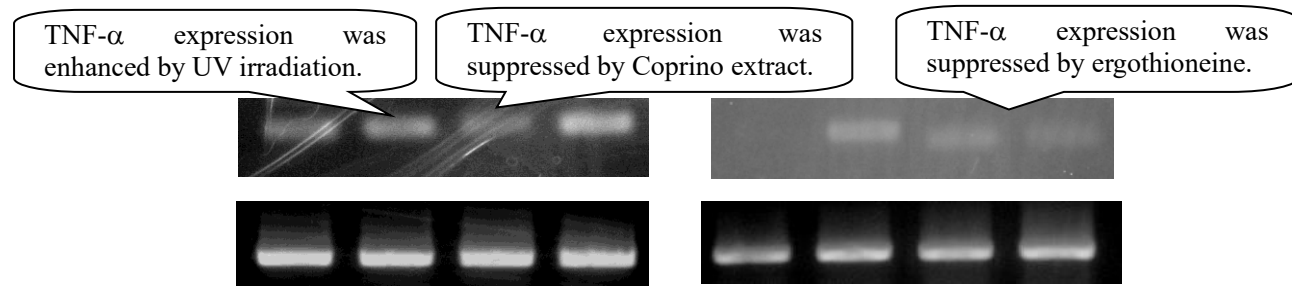 TNF-α expression was
enhanced by UV irradiation.
TNF-α expression was
suppressed by Coprino extract.
TNF-α expression was
suppressed by ergothioneine.